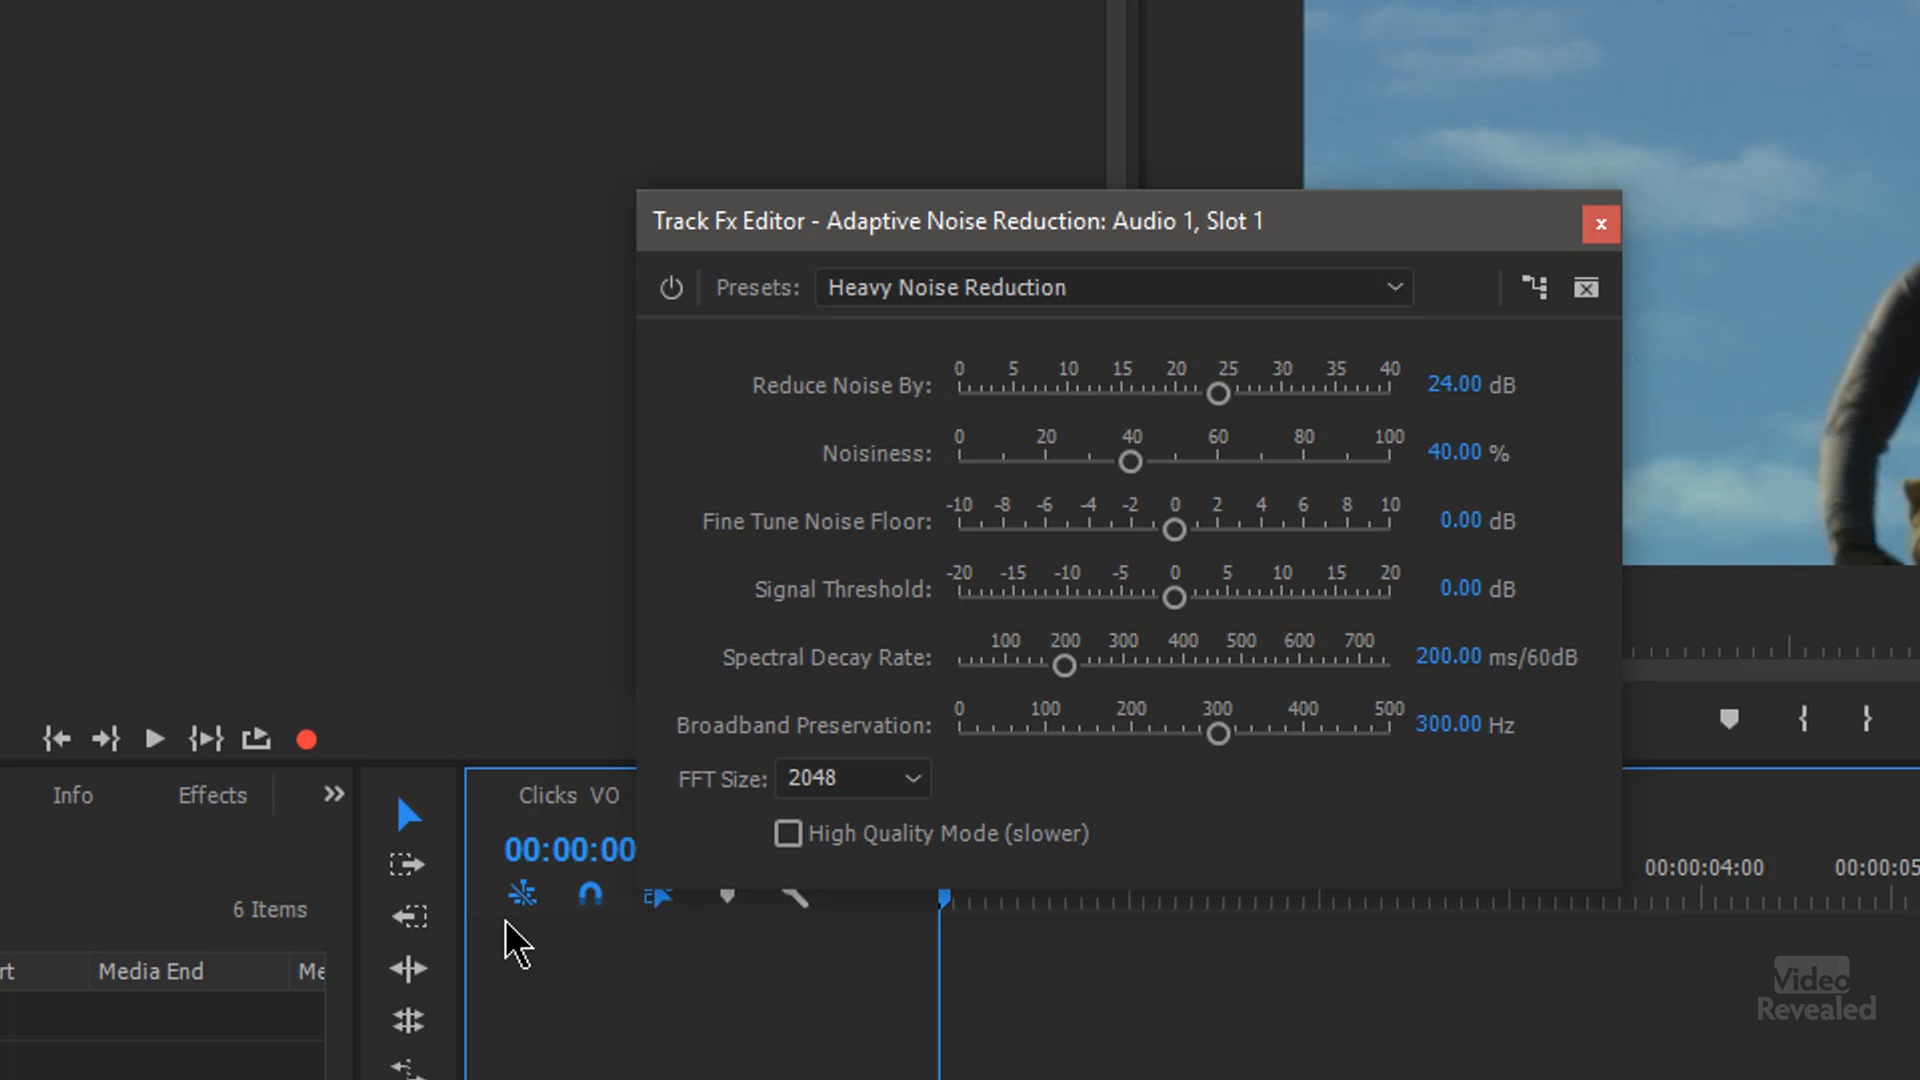 Track Fx Editor - Adaptive Noise Reduction: Audio 1, Slot 1
x
Presets: Heavy Noise Reduction
0 5 10 15 20 25 30 35 40
Reduce Noise By: 24.00 dB
0 20 40 60 80 100
Noisiness: 40.00 %
-10 -8 -6 -4 -2 0 2 4 6 8 10
Fine Tune Noise Floor: 0.00 dB
-20 -15 -10 -5 0 5 10 15 20
Signal Threshold: 0.00 dB
100 200 300 400 500 600 700
Spectral Decay Rate: 200.00 ms/60dB
0 100 200 300 400 500
Broadband Preservation: 300.00 Hz
FFT Size: 2048
High Quality Mode (slower)
Info Effects
Clicks VO
00:00:00
00:00:04:00 00:00:05
6 Items
rt Media End Me
Video
Revealed